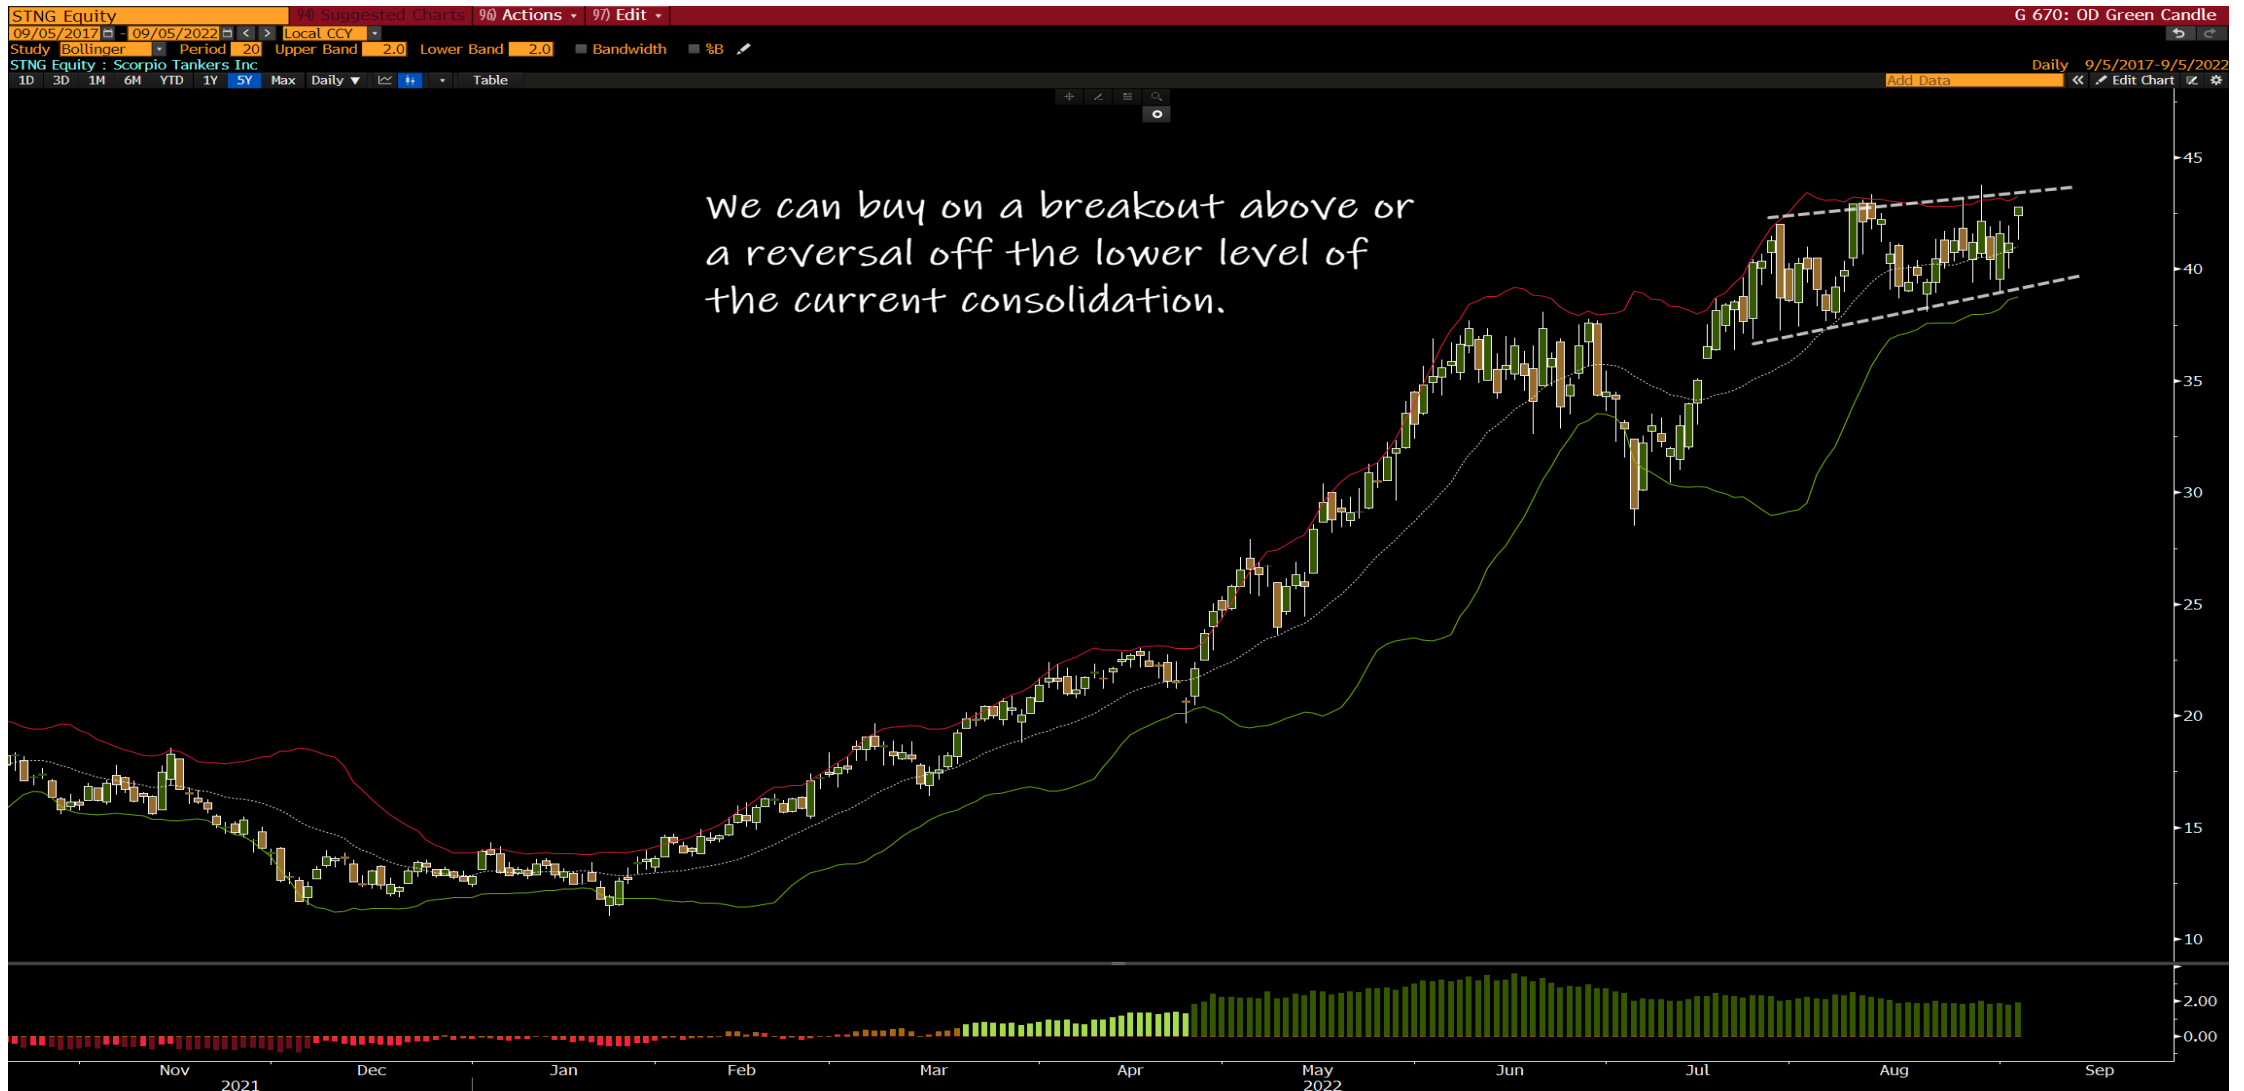 STNG Equity 94) Suggested Charts 96) Actions 97) Edit G 670: OD Green Candle
09/05/2017 - 09/05/2022 < > Local CCY
Study Bollinger Period 20 Upper Band 2.0 Lower Band 2.0 Bandwidth %B
STNG Equity : Scorpio Tankers Inc
Daily 9/5/2017-9/5/2022
1D 3D 1M 6M YTD 1Y 5Y Max Daily ▼ Table Add Data « Edit Chart
We can buy on a breakout above or
a reversal off the lower level of
the current consolidation.
45
40
35
30
25
20
15
10
2.00
0.00
Nov Dec Jan Feb Mar Apr May Jun Jul Aug Sep
2021 2022